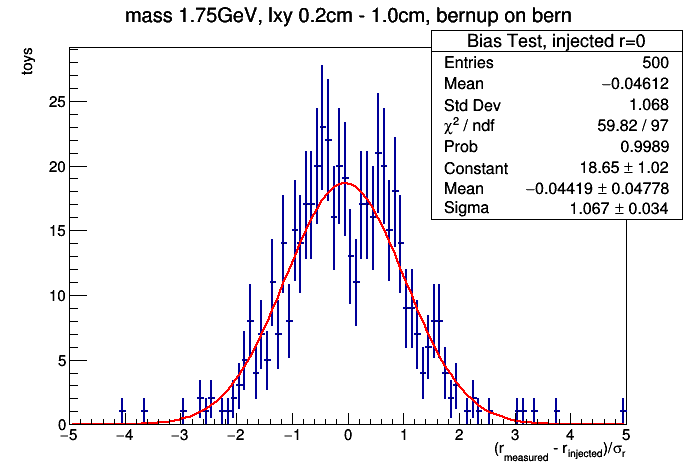 mass 1.75GeV, lxy 0.2cm - 1.0cm, bernup on bern
Bias Test, injected r=0
Entries 500
Mean −0.04612
Std Dev 1.068
χ² / ndf 59.82 / 97
Prob 0.9989
Constant 18.65 ± 1.02
Mean −0.04419 ± 0.04778
Sigma 1.067 ± 0.034
toys
25
20
15
10
5
0
−5 −4 −3 −2 −1 0 1 2 3 4 5
(r_measured - r_injected)/σ_r